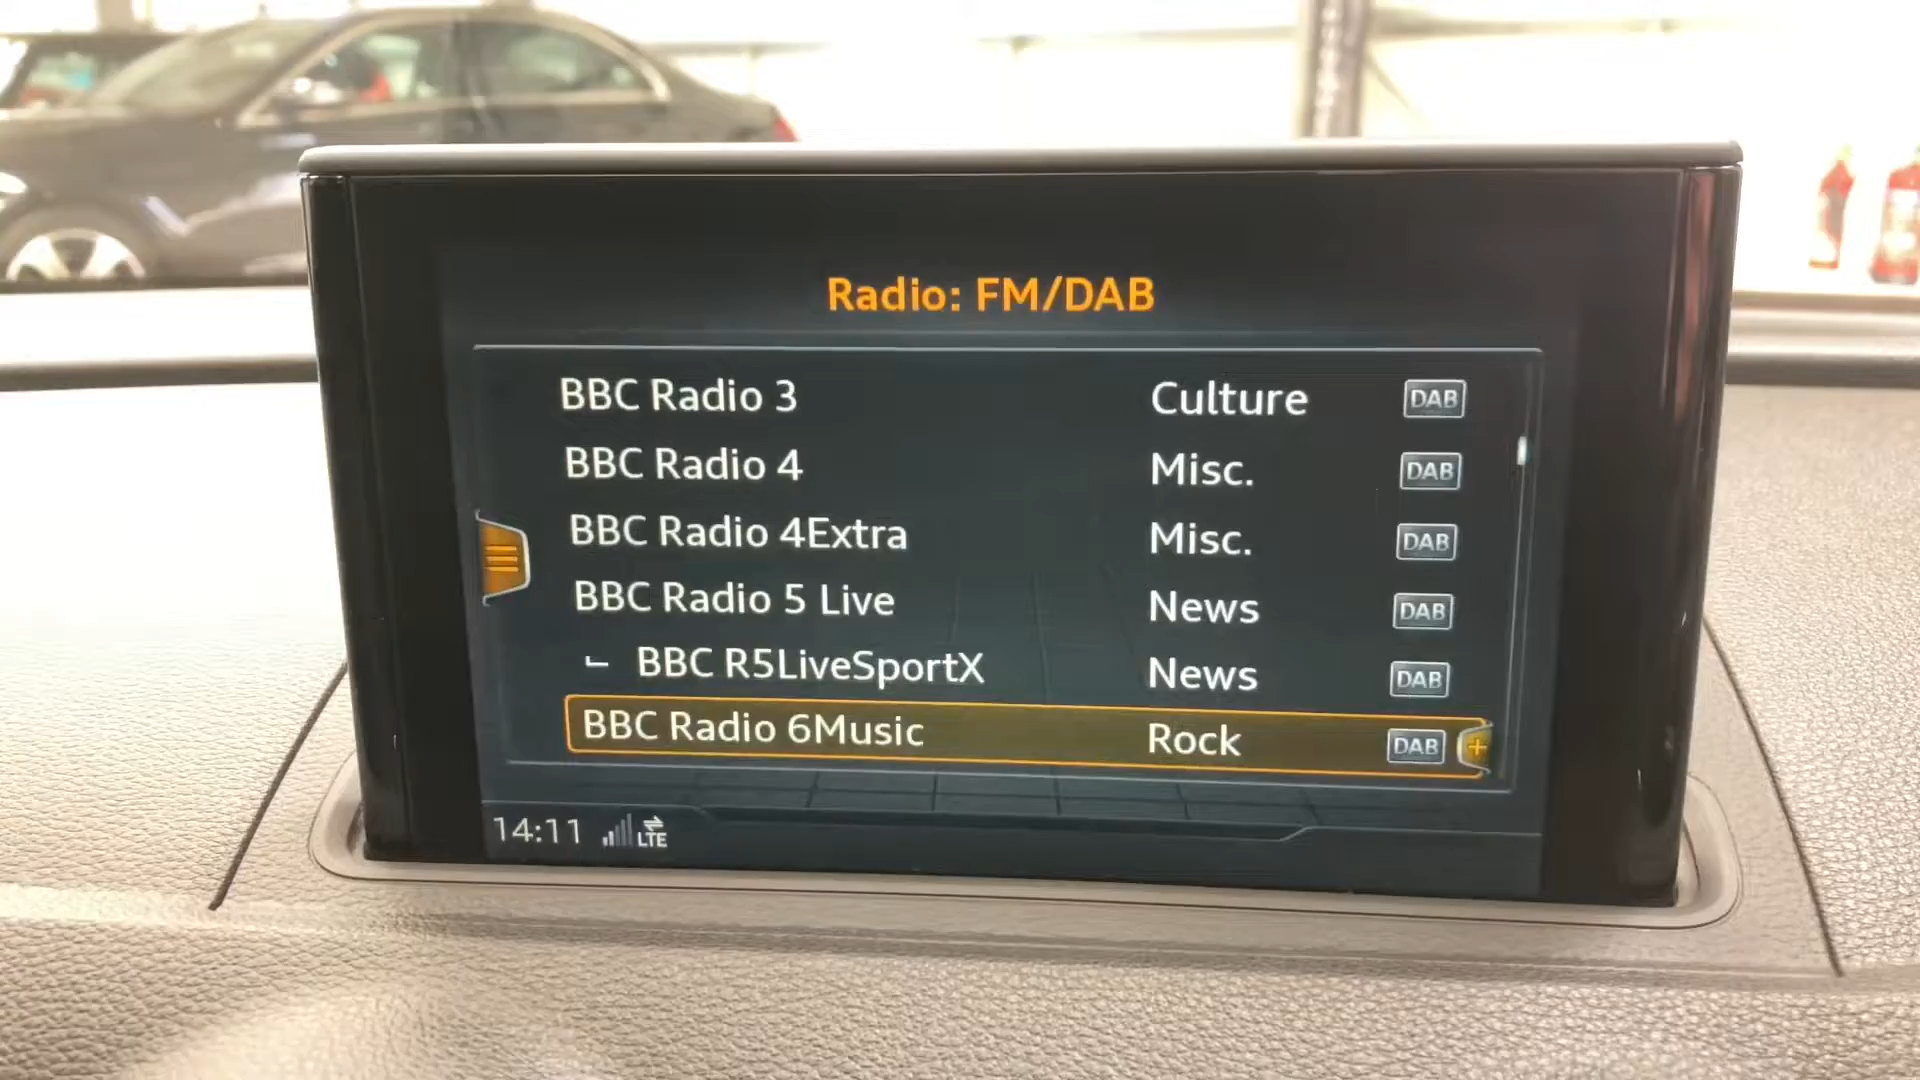 Radio: FM/DAB
BBC Radio 3 Culture DAB
BBC Radio 4 Misc. DAB
BBC Radio 4Extra Misc. DAB
BBC Radio 5 Live News DAB
BBC R5LiveSportX News DAB
BBC Radio 6Music Rock DAB +
14:11 LTE